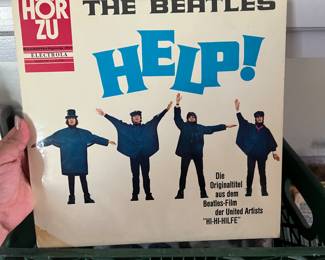 HÖR
ZU
ELECTROLA
THE BEATLES
HELP!
Die
Originaltitel
aus dem
Beatles-Film
der United Artists
"HI-HI-HILFE"